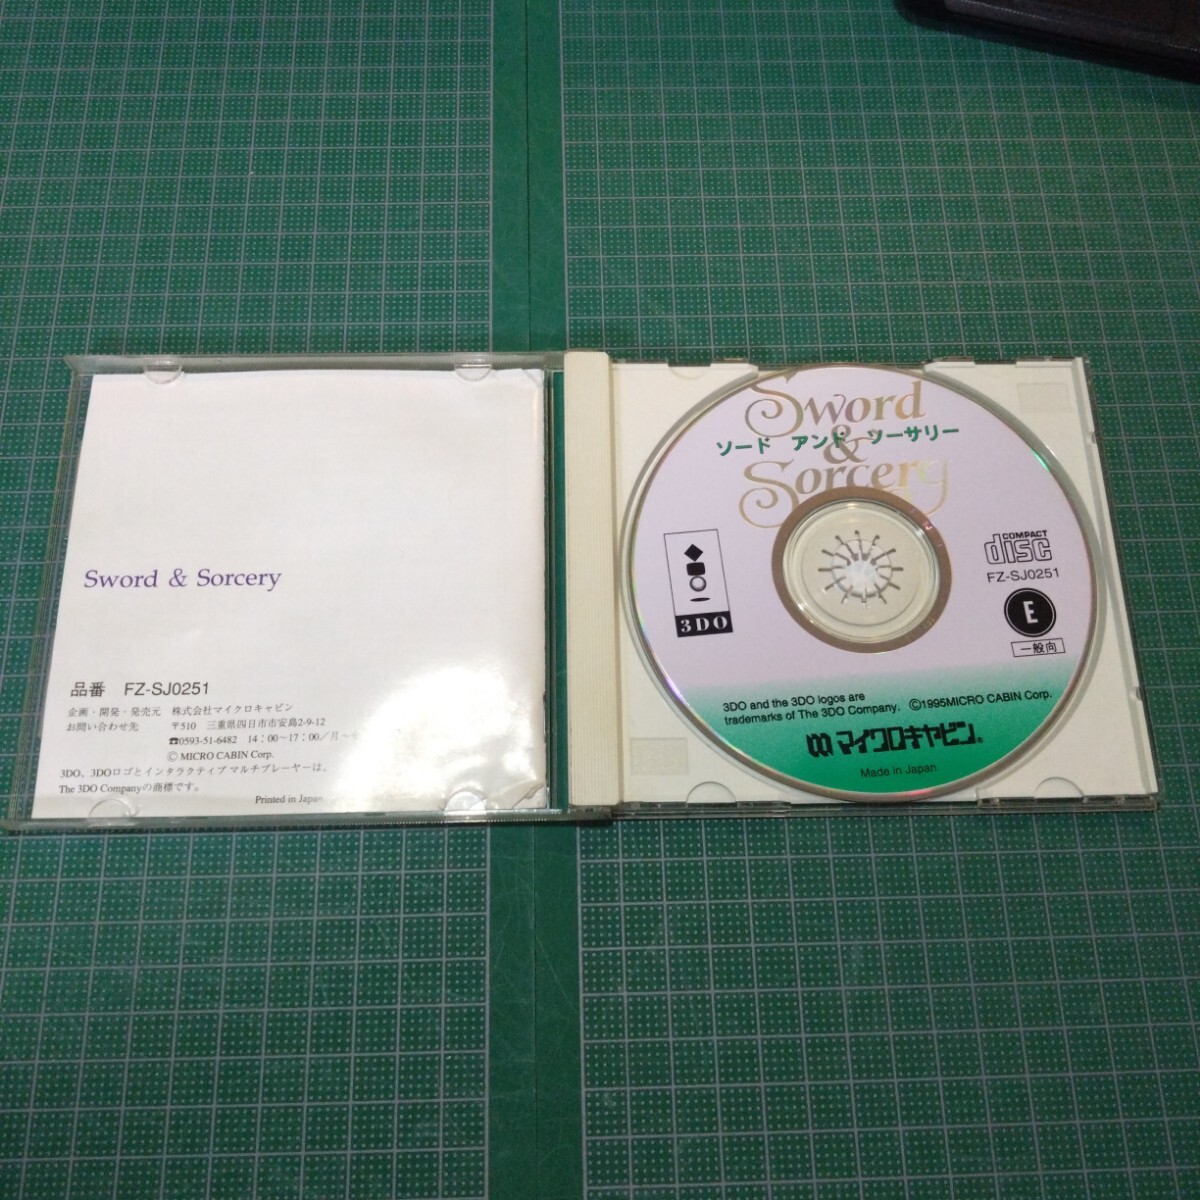 Sword & Sorcery
品番 FZ-SJ0251
企画・開発・発売元 株式会社マイクロキャビン
お問い合わせ先 〒510 三重県四日市市安島2-9-12
☎0593-51-6482 14:00~17:00/月~
© MICRO CABIN Corp.
3DO、3DOロゴとインタラクティブ マルチプレーヤーは、
The 3DO Companyの商標です。
Printed in Japan
Sword
&
ソード アンド ソーサリー
Sorcery
3DO
COMPACT
disc
FZ-SJ0251
E
一般向
3DO and the 3DO logos are
trademarks of The 3DO Company. ©1995MICRO CABIN Corp.
マイクロキャビン®
Made in Japan